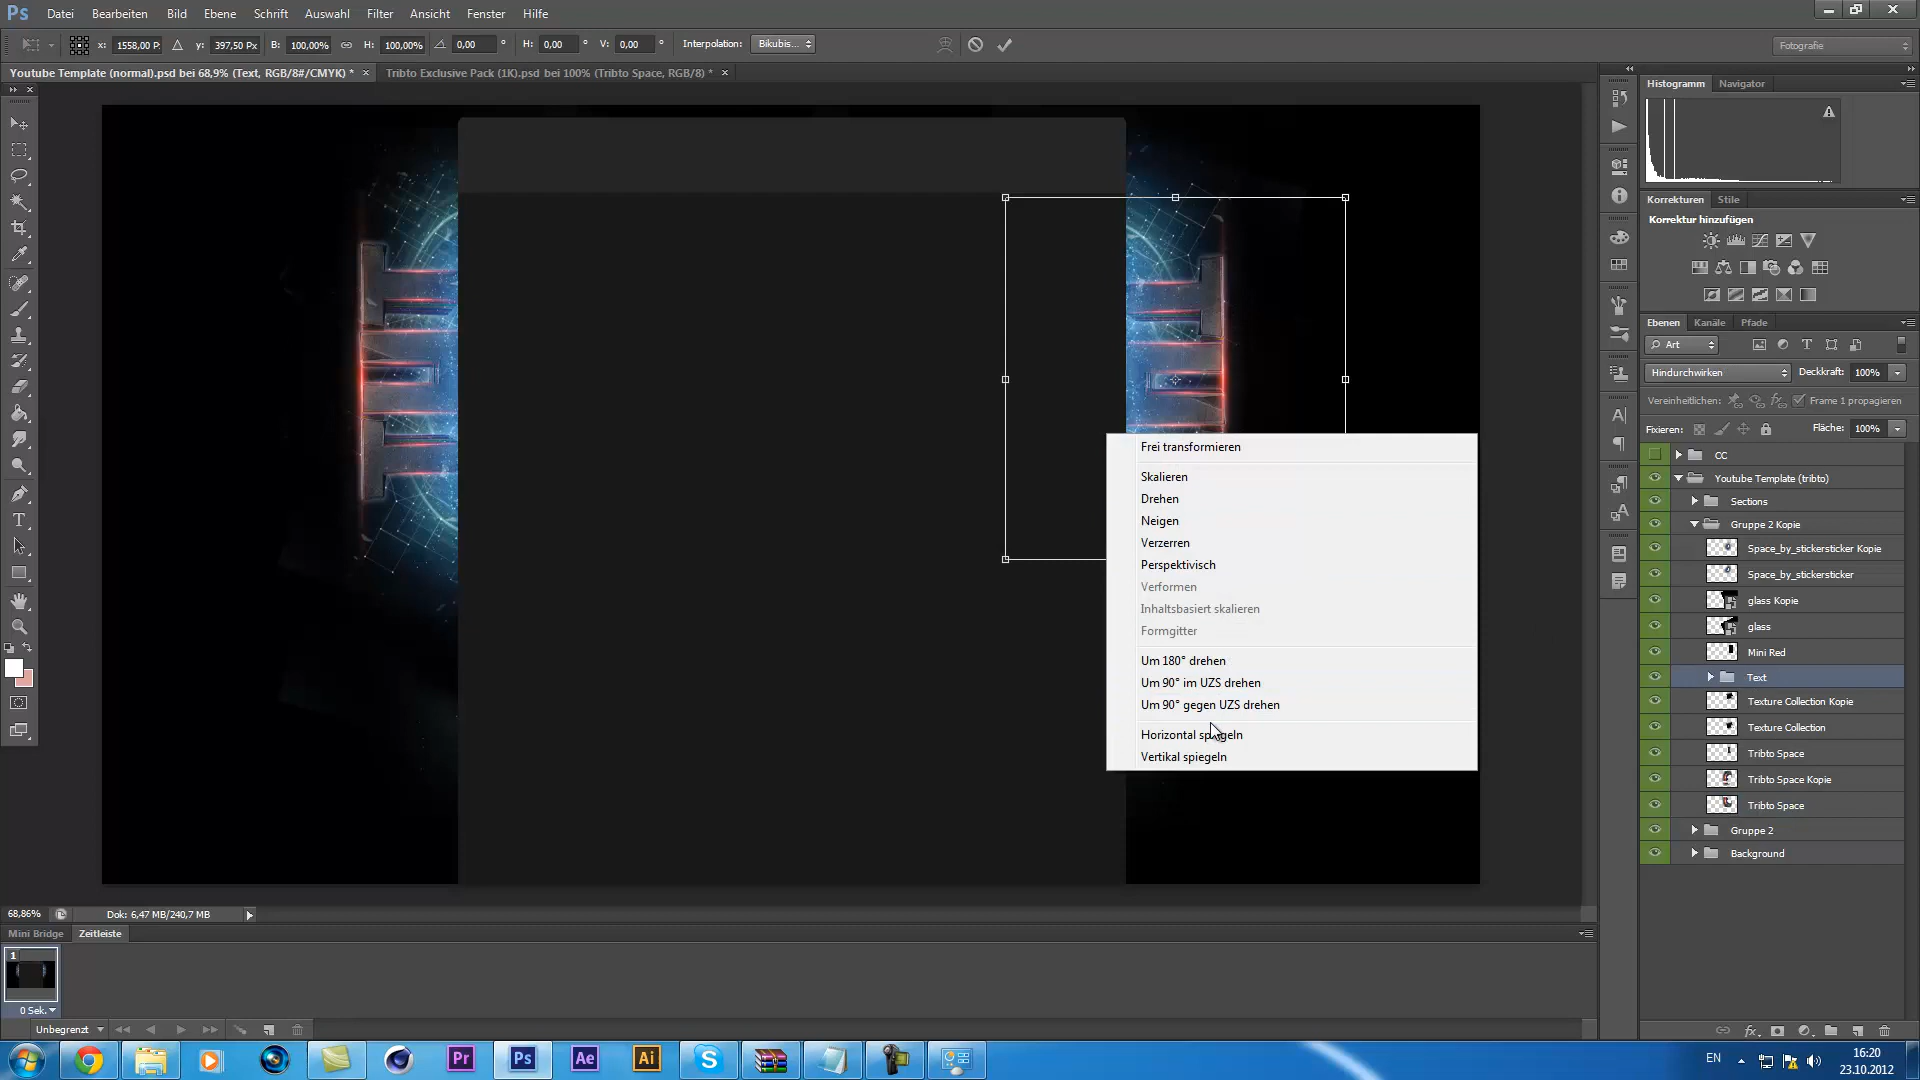 Ps Datei Bearbeiten Bild Ebene Schrift Auswahl Filter Ansicht Fenster Hilfe
x: 1558,00 P: y: 397,50 Px B: 100,00% H: 100,00% 0,00 ° H: 0,00 ° V: 0,00 ° Interpolation: Bikubis... Fotografie
Youtube Template (normal).psd bei 68,9% (Text, RGB/8#/CMYK) * × Tribto Exclusive Pack (1K).psd bei 100% (Tribto Space, RGB/8) * ×
Histogramm Navigator
Korrekturen Stile
Korrektur hinzufügen
Ebenen Kanäle Pfade
Art
Hindurchwirken Deckkraft: 100%
Vereinheitlichen: Frame 1 propagieren
Fixieren: Fläche: 100%
CC
Youtube Template (tribto)
Sections
Gruppe 2 Kopie
Space_by_stickersticker Kopie
Space_by_stickersticker
glass Kopie
glass
Mini Red
Text
Texture Collection Kopie
Texture Collection
Tribto Space
Tribto Space Kopie
Tribto Space
Gruppe 2
Background
Frei transformieren
Skalieren
Drehen
Neigen
Verzerren
Perspektivisch
Verformen
Inhaltsbasiert skalieren
Formgitter
Um 180° drehen
Um 90° im UZS drehen
Um 90° gegen UZS drehen
Horizontal spiegeln
Vertikal spiegeln
68,86% Dok: 6,47 MB/240,7 MB
Mini Bridge Zeitleiste
1
0 Sek.
Unbegrenzt
Pr Ps Ae Ai
EN 16:20
23.10.2012